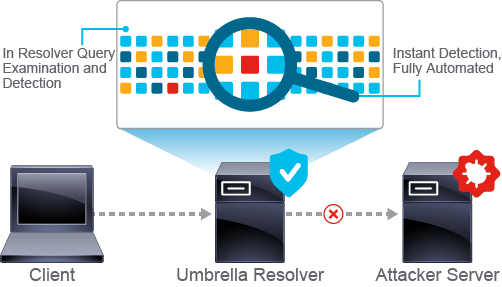 In Resolver Query
Examination and
Detection
Instant Detection,
Fully Automated
Client
Umbrella Resolver
Attacker Server